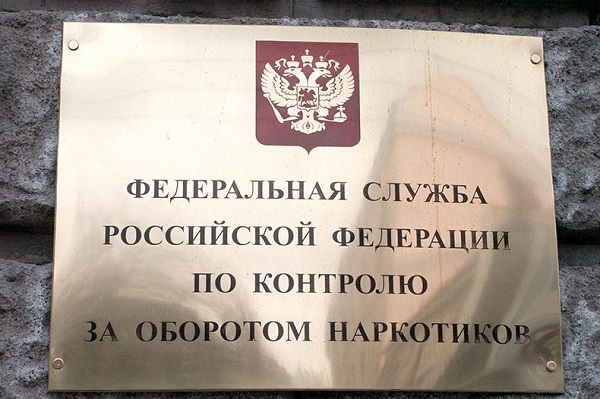 ФЕДЕРАЛЬНАЯ СЛУЖБА
РОССИЙСКОЙ ФЕДЕРАЦИИ
ПО КОНТРОЛЮ
ЗА ОБОРОТОМ НАРКОТИКОВ